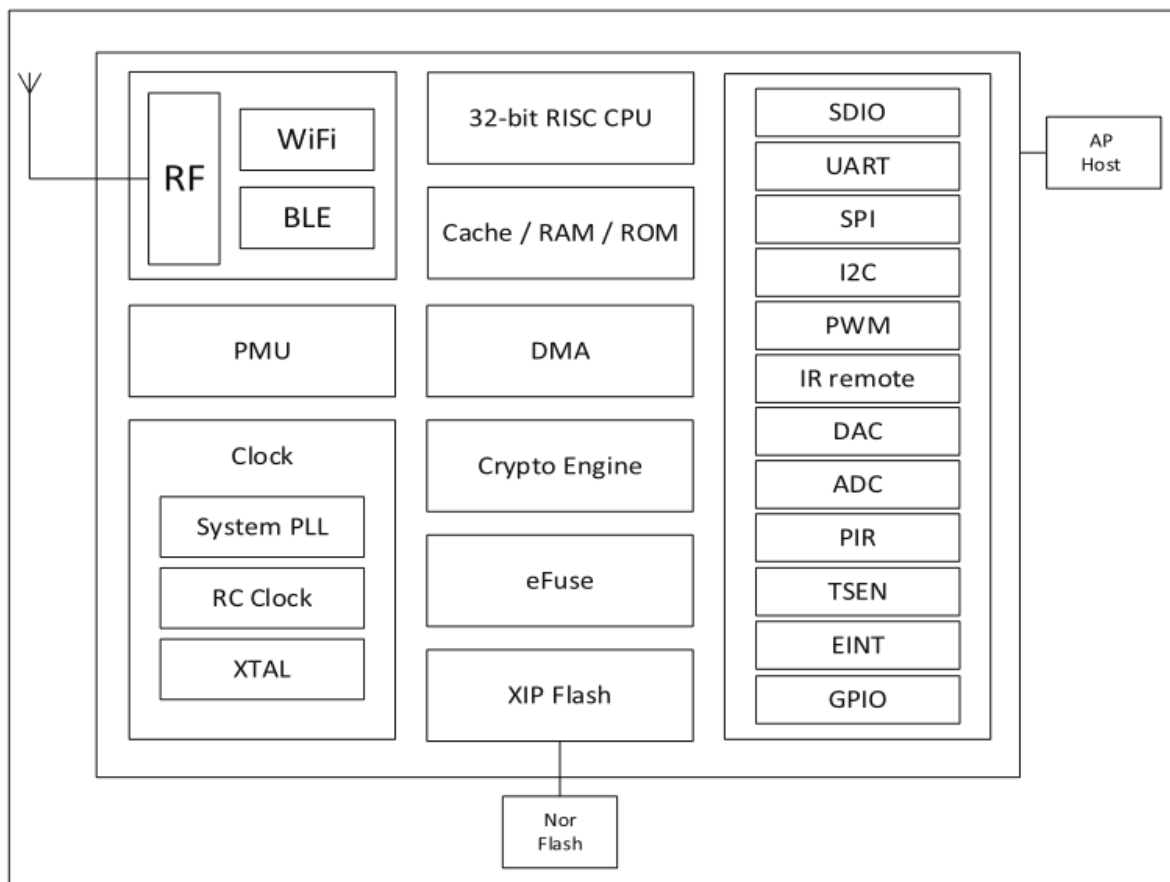 RF
WiFi
BLE
PMU
Clock
System PLL
RC Clock
XTAL
32-bit RISC CPU
Cache / RAM / ROM
DMA
Crypto Engine
eFuse
XIP Flash
Nor
Flash
SDIO
UART
SPI
I2C
PWM
IR remote
DAC
ADC
PIR
TSEN
EINT
GPIO
AP
Host